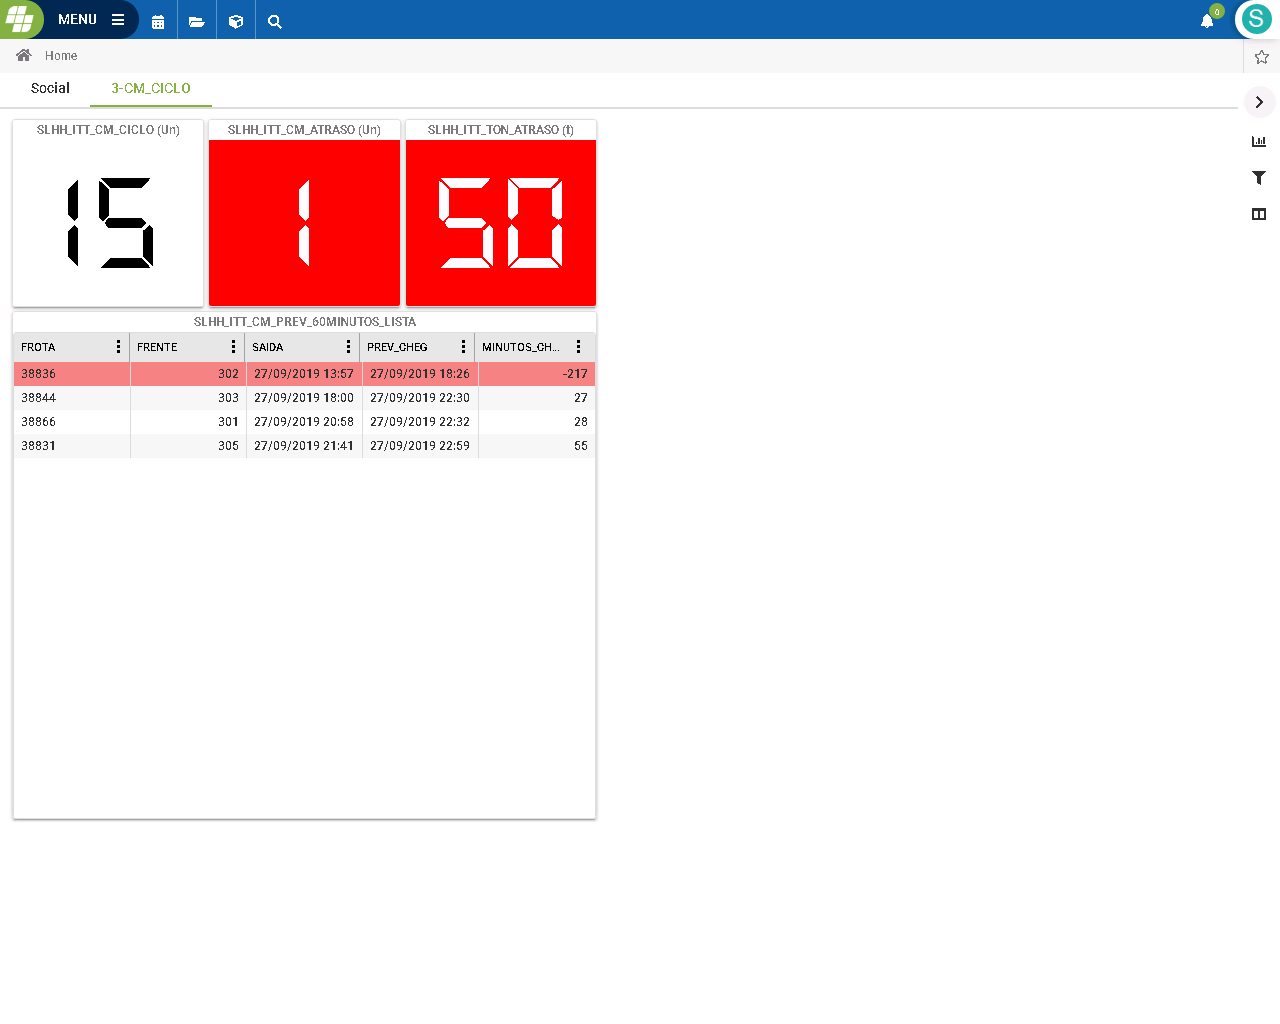 MENU
0
S
Home
Social 3-CM_CICLO
SLHH_ITT_CM_CICLO (Un) SLHH_ITT_CM_ATRASO (Un) SLHH_ITT_TON_ATRASO (t)
15 1 50
SLHH_ITT_CM_PREV_60MINUTOS_LISTA
FROTA FRENTE SAIDA PREV_CHEG MINUTOS_CH...
38836 302 27/09/2019 13:57 27/09/2019 18:26 -217
38844 303 27/09/2019 18:00 27/09/2019 22:30 27
38866 301 27/09/2019 20:58 27/09/2019 22:32 28
38831 305 27/09/2019 21:41 27/09/2019 22:59 55